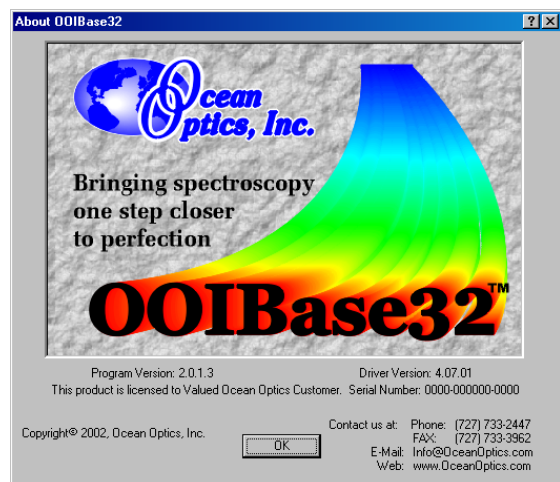 About OOIBase32
Ocean
Optics, Inc.
Bringing spectroscopy
one step closer
to perfection
OOIBase32™
Program Version: 2.0.1.3
Driver Version: 4.07.01
This product is licensed to Valued Ocean Optics Customer. Serial Number: 0000-000000-0000
Copyright© 2002, Ocean Optics, Inc.
OK
Contact us at: Phone: (727) 733-2447
FAX: (727) 733-3962
E-Mail: Info@OceanOptics.com
Web: www.OceanOptics.com